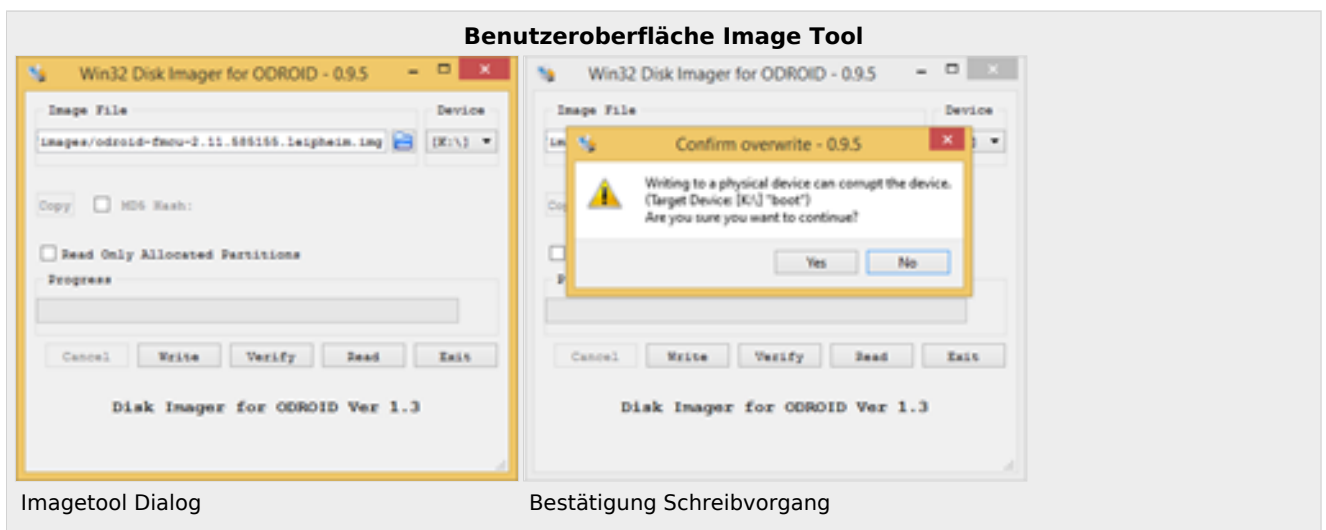 Benutzeroberfläche Image Tool
Win32 Disk Imager for ODROID - 0.9.5
Image File
Device
images/odroid-fmcu-2.11.585155.leipheim.img
[K:\]
Copy
MD5 Hash:
Read Only Allocated Partitions
Progress
Cancel
Write
Verify
Read
Exit
Disk Imager for ODROID Ver 1.3
Imagetool Dialog
Win32 Disk Imager for ODROID - 0.9.5
Image File
Device
Confirm overwrite - 0.9.5
Writing to a physical device can corrupt the device.
(Target Device: [K:\] "boot")
Are you sure you want to continue?
Yes
No
Cancel
Write
Verify
Read
Exit
Disk Imager for ODROID Ver 1.3
Bestätigung Schreibvorgang